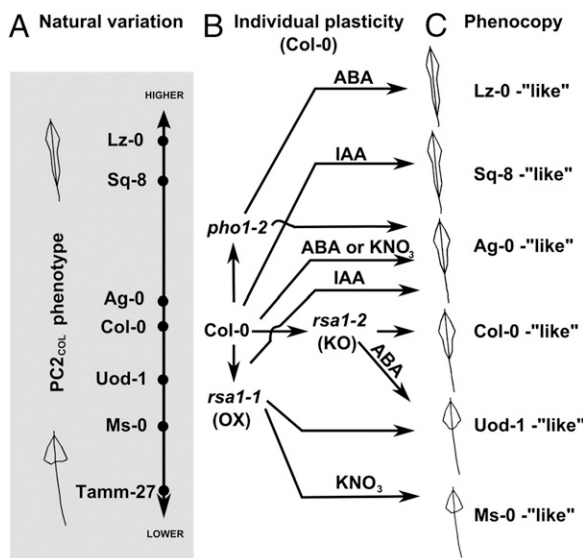 A Natural variation
B Individual plasticity
(Col-0)
C Phenocopy
HIGHER
Lz-0
Sq-8
Ag-0
Col-0
Uod-1
Ms-0
Tamm-27
LOWER
PC2COL phenotype
ABA
IAA
pho1-2
ABA or KNO3
IAA
Col-0
rsa1-2
(KO)
ABA
rsa1-1
(OX)
KNO3
Lz-0 -"like"
Sq-8 -"like"
Ag-0 -"like"
Col-0 -"like"
Uod-1 -"like"
Ms-0 -"like"